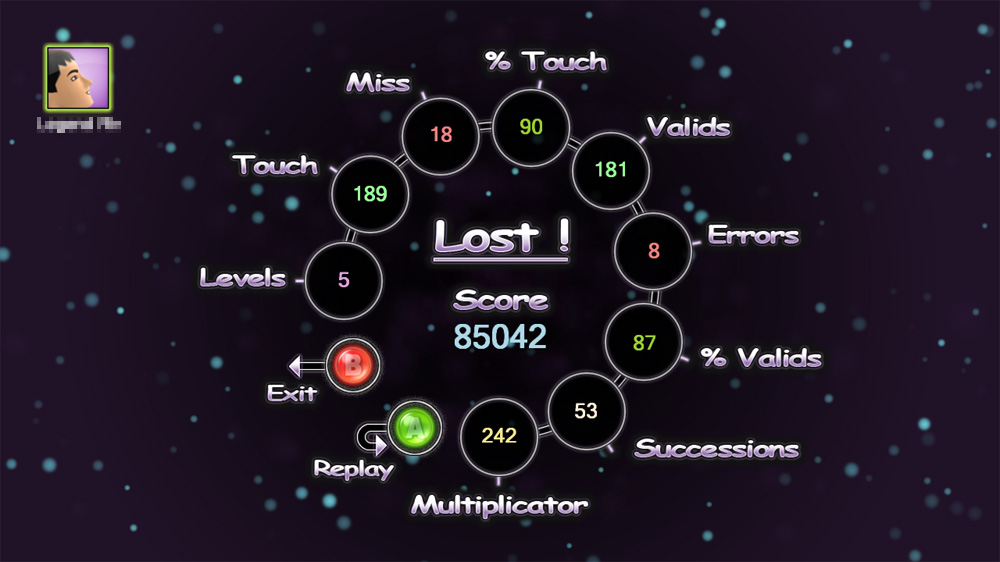 % Touch
Miss
18
90
Valids
181
Touch
189
Lost !
Errors
8
Levels
5
Score
85042
87
% Valids
B
Exit
53
A
242
Successions
Replay
Multiplicator